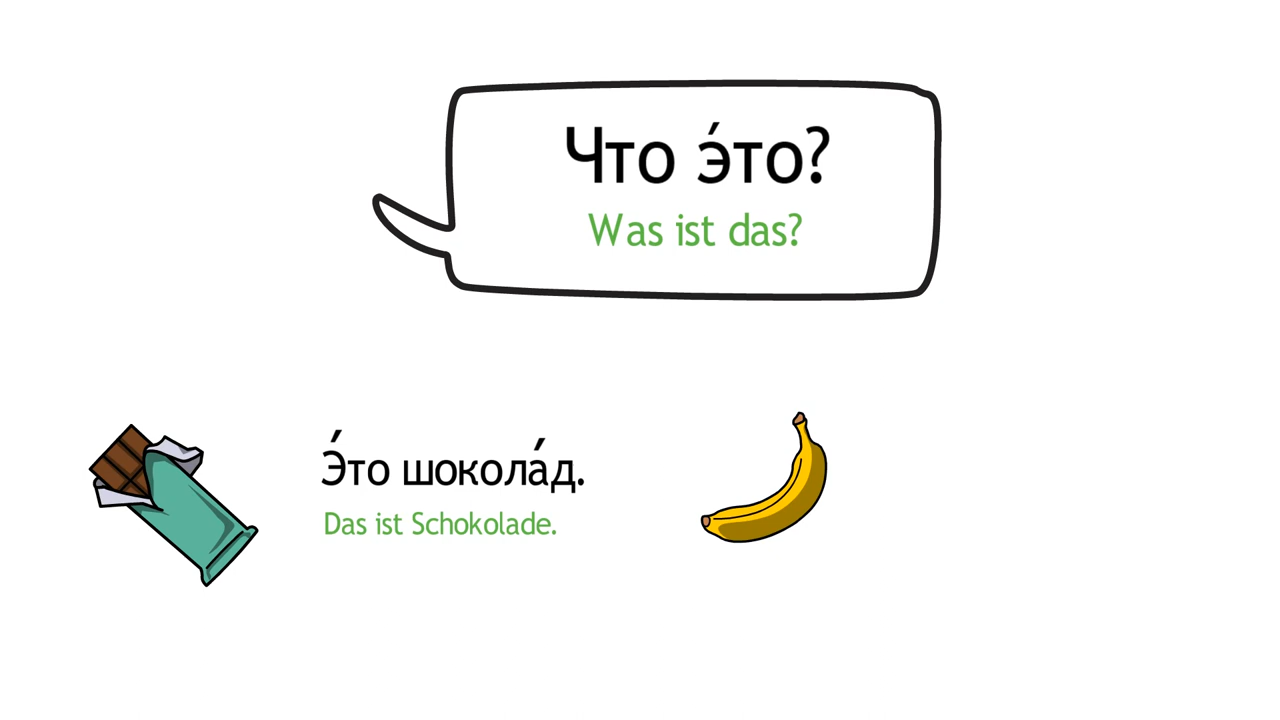 Что э́то?
Was ist das?
Э́то шокола́д.
Das ist Schokolade.